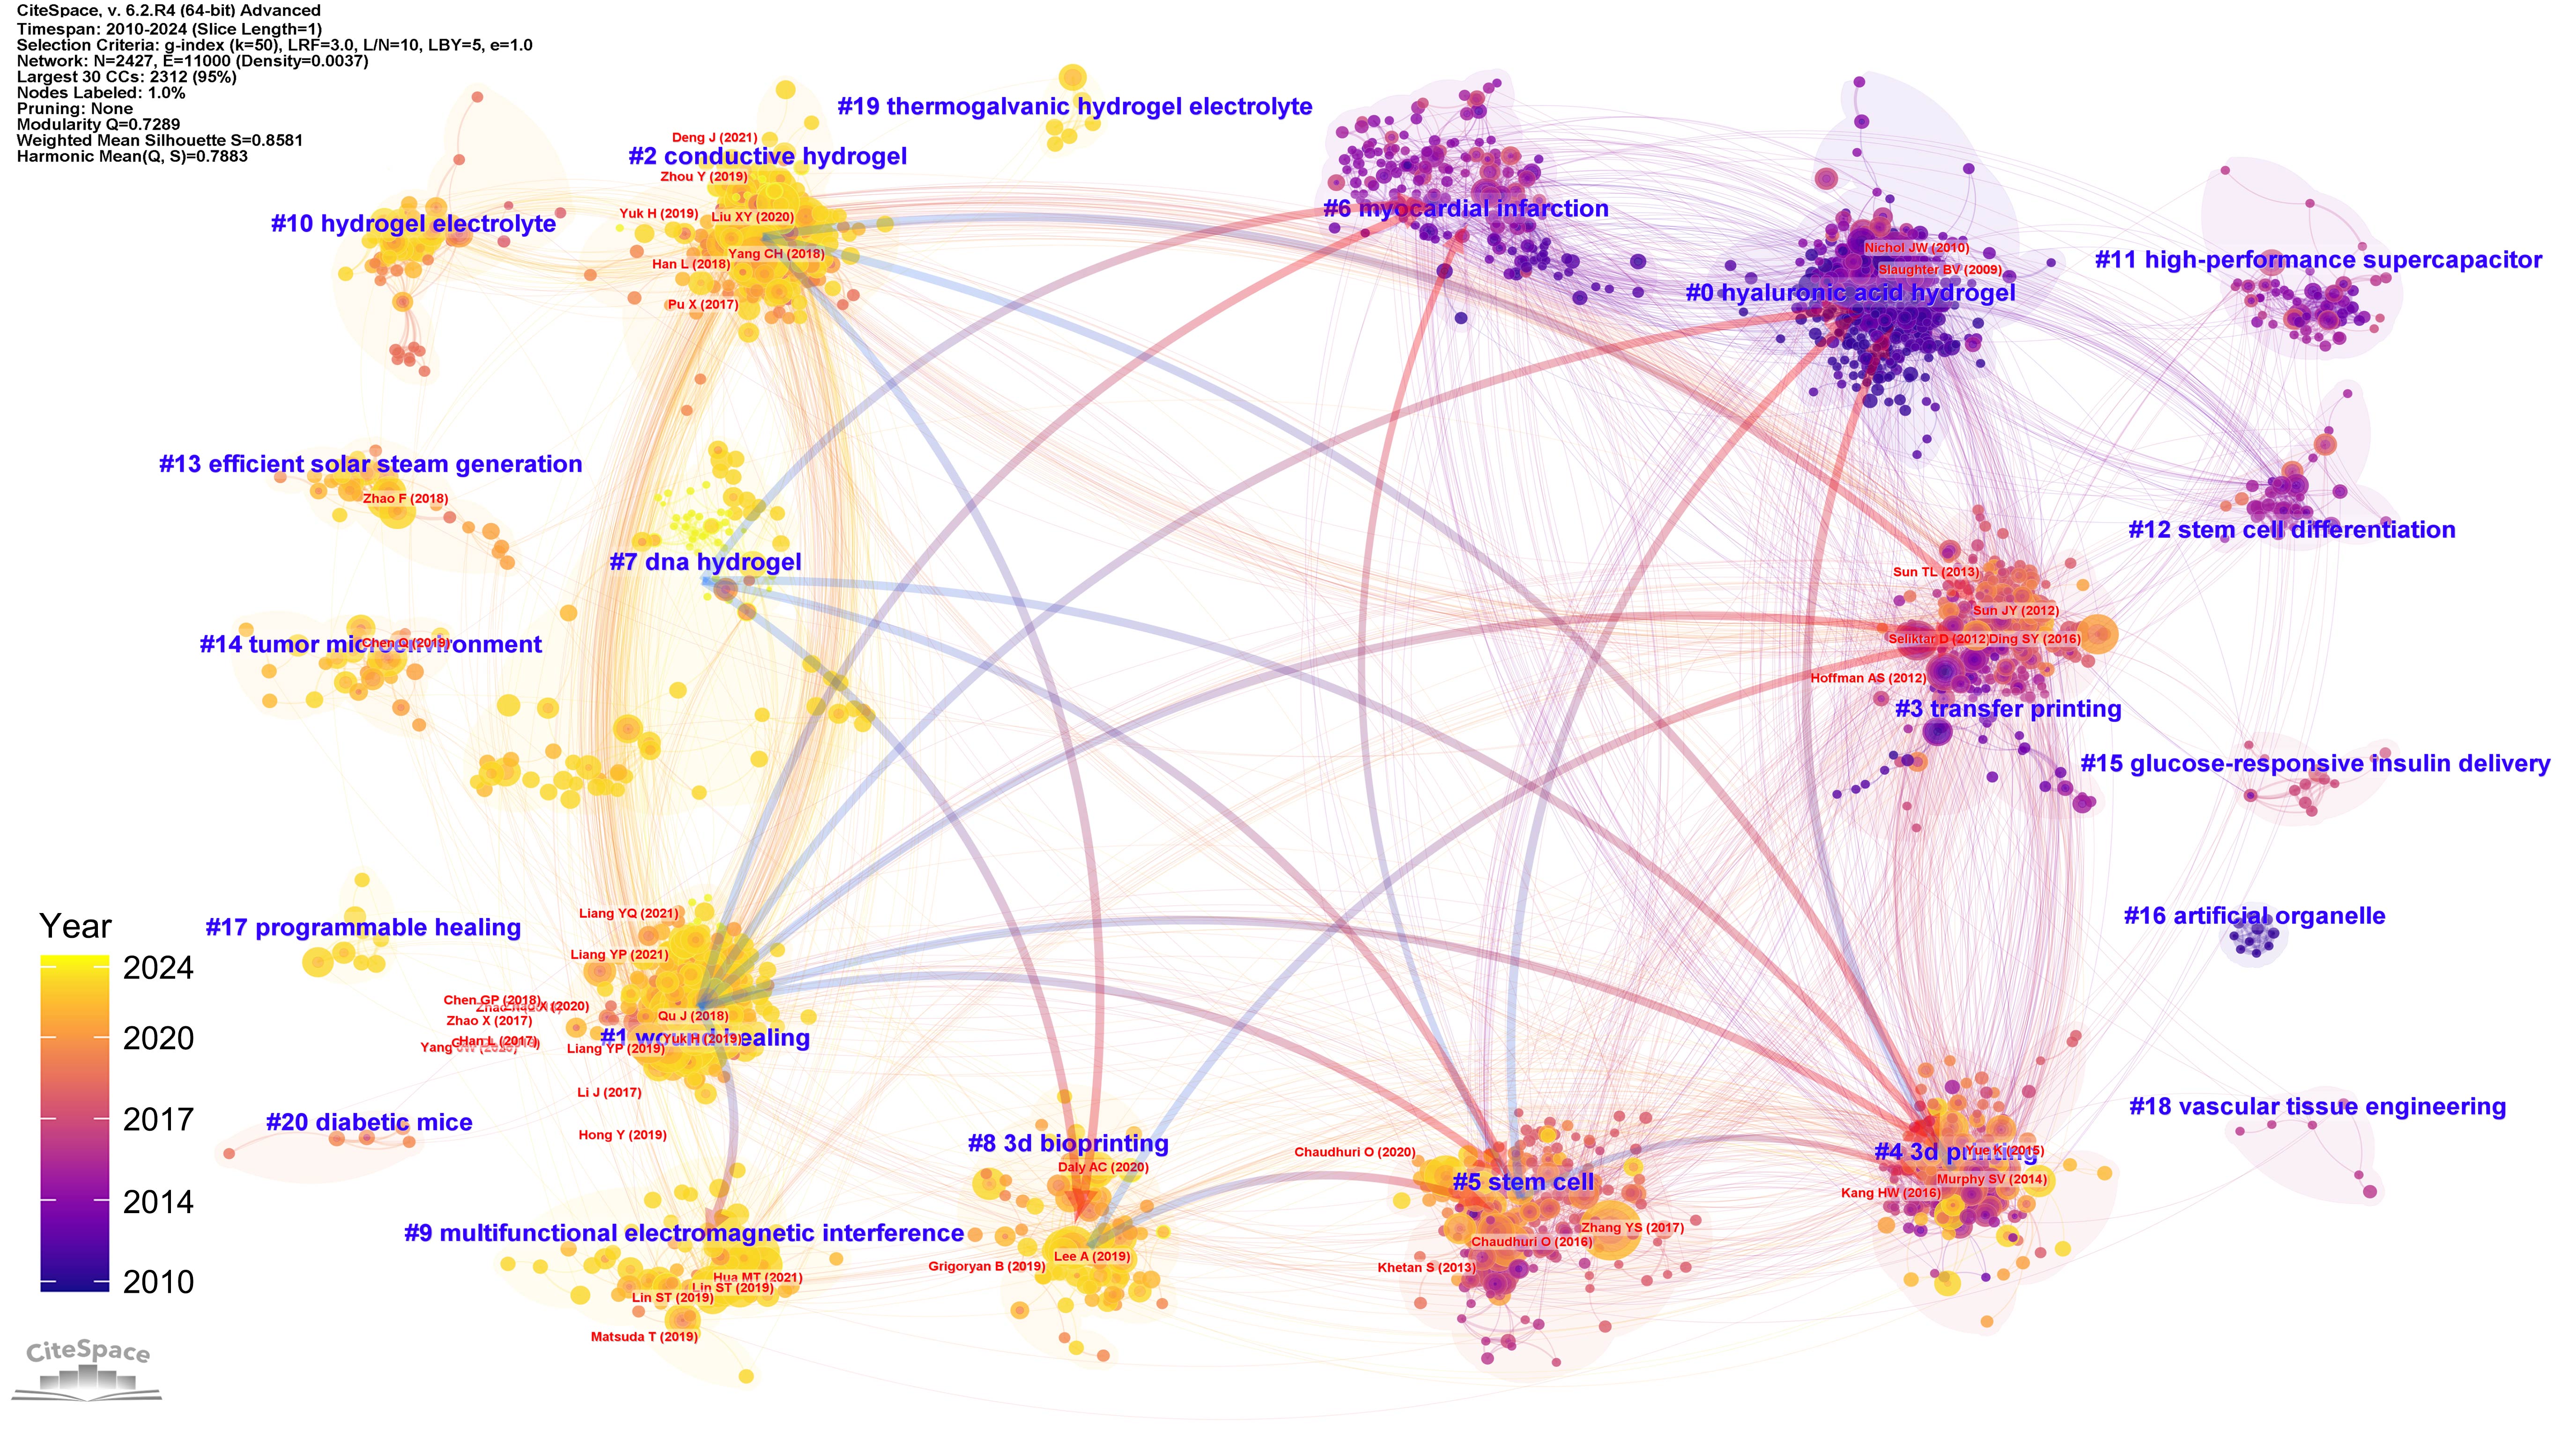 CiteSpace, v. 6.2.R4 (64-bit) Advanced
Timespan: 2010-2024 (Slice Length=1)
Selection Criteria: g-index (k=50), LRF=3.0, L/N=10, LBY=5, e=1.0
Network: N=2427, E=11000 (Density=0.0037)
Largest 30 CCs: 2312 (95%)
Nodes Labeled: 1.0%
Pruning: None
Modularity Q=0.7289
Weighted Mean Silhouette S=0.8581
Harmonic Mean(Q, S)=0.7883
#19 thermogalvanic hydrogel electrolyte
Deng J (2021)
#2 conductive hydrogel
Zhou Y (2019)
Yuk H (2019)
Liu XY (2020)
#10 hydrogel electrolyte
Yang CH (2018)
Han L (2018)
Pu X (2017)
#6 myocardial infarction
Nichol JW (2010)
Slaughter BV (2009)
#0 hyaluronic acid hydrogel
#11 high-performance supercapacitor
#13 efficient solar steam generation
Zhao F (2018)
#12 stem cell differentiation
#7 dna hydrogel
Sun TL (2013)
Sun JY (2012)
Seliktar D (2012)
Ding SY (2016)
#14 tumor microenvironment
Chen Q (2019)
Hoffman AS (2012)
#3 transfer printing
#15 glucose-responsive insulin delivery
#17 programmable healing
Liang YQ (2021)
Liang YP (2021)
#16 artificial organelle
Year
2024
2020
2017
2014
2010
Chen GP (2018)
X (2020)
Zhao X (2017)
Qu J (2018)
#1 wound healing
Yuk H (2019)
Han L (2017)
Yang
Liang YP (2019)
Li J (2017)
#20 diabetic mice
Hong Y (2019)
#18 vascular tissue engineering
#8 3d bioprinting
Daly AC (2020)
Chaudhuri O (2020)
#5 stem cell
#4 3d printing
Yue K (2015)
Murphy SV (2014)
Kang HW (2016)
#9 multifunctional electromagnetic interference
Lee A (2019)
Grigoryan B (2019)
Zhang YS (2017)
Chaudhuri O (2016)
Khetan S (2013)
Hua MT (2021)
Lin ST (2019)
Lin ST (2019)
Matsuda T (2019)
CiteSpace